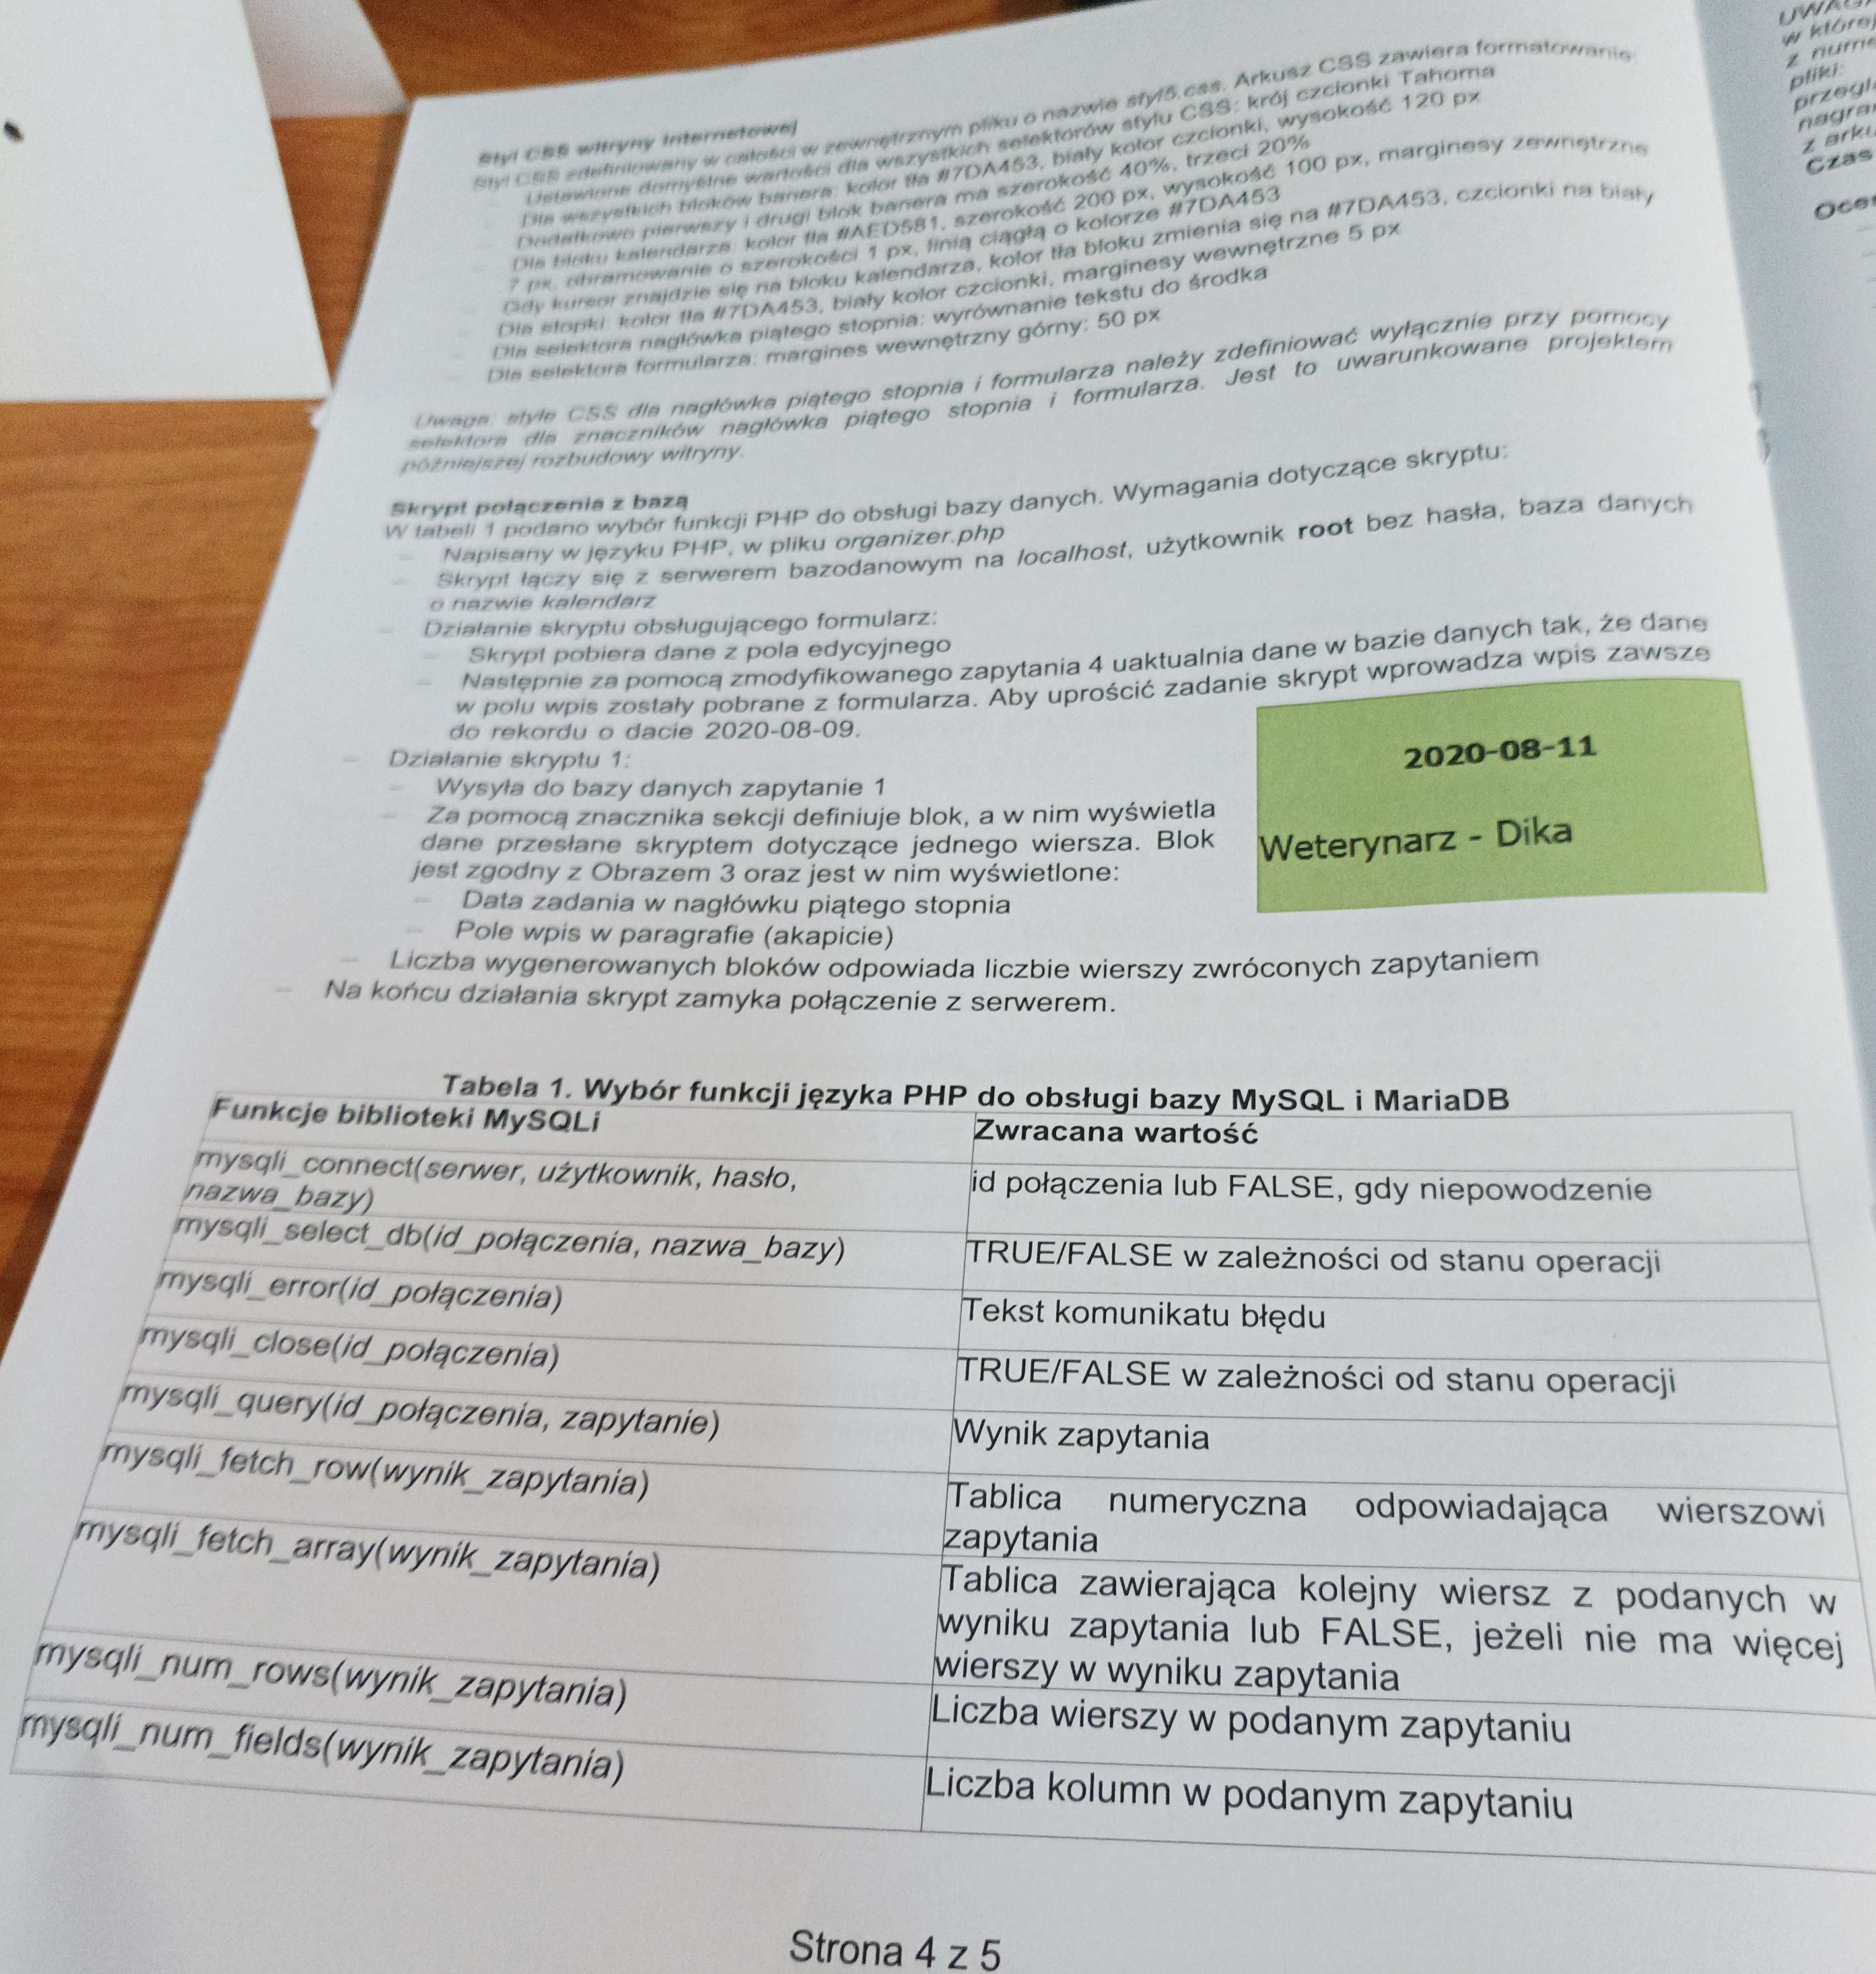 Styl CSS witryny internetowej
Styl CSS zdefiniowany w całości w zewnętrznym pliku o nazwie styl5.css. Arkusz CSS zawiera formatowanie:
– Ustawione domyślne wartości dla wszystkich selektorów stylu CSS: krój czcionki Tahoma
– Dla wszystkich bloków banera: kolor tła #7DA453, biały kolor czcionki, wysokość 120 px
– Dodatkowo pierwszy i drugi blok banera ma szerokość 40%, trzeci 20%
– Dla bloku kalendarza: kolor tła #AED581, szerokość 200 px, wysokość 100 px, marginesy zewnętrzne
7 px, obramowanie o szerokości 1 px, linią ciągłą o kolorze #7DA453
– Gdy kursor znajdzie się na bloku kalendarza, kolor tła bloku zmienia się na #7DA453, czcionki na biały
– Dla stopki: kolor tła #7DA453, biały kolor czcionki, marginesy wewnętrzne 5 px
– Dla selektora nagłówka piątego stopnia: wyrównanie tekstu do środka
– Dla selektora formularza: margines wewnętrzny górny: 50 px
Uwaga: style CSS dla nagłówka piątego stopnia i formularza należy zdefiniować wyłącznie przy pomocy
selektora dla znaczników nagłówka piątego stopnia i formularza. Jest to uwarunkowane projektem
późniejszej rozbudowy witryny.
Skrypt połączenia z bazą
W tabeli 1 podano wybór funkcji PHP do obsługi bazy danych. Wymagania dotyczące skryptu:
– Napisany w języku PHP, w pliku organizer.php
– Skrypt łączy się z serwerem bazodanowym na localhost, użytkownik root bez hasła, baza danych
o nazwie kalendarz
– Działanie skryptu obsługującego formularz:
– Skrypt pobiera dane z pola edycyjnego
– Następnie za pomocą zmodyfikowanego zapytania 4 uaktualnia dane w bazie danych tak, że dane
w polu wpis zostały pobrane z formularza. Aby uprościć zadanie skrypt wprowadza wpis zawsze
do rekordu o dacie 2020-08-09.
– Działanie skryptu 1:
– Wysyła do bazy danych zapytanie 1
– Za pomocą znacznika sekcji definiuje blok, a w nim wyświetla
dane przesłane skryptem dotyczące jednego wiersza. Blok
jest zgodny z Obrazem 3 oraz jest w nim wyświetlone:
– Data zadania w nagłówku piątego stopnia
– Pole wpis w paragrafie (akapicie)
– Liczba wygenerowanych bloków odpowiada liczbie wierszy zwróconych zapytaniem
– Na końcu działania skrypt zamyka połączenie z serwerem.
2020-08-11
Weterynarz - Dika
Tabela 1. Wybór funkcji języka PHP do obsługi bazy MySQL i MariaDB
Funkcje biblioteki MySQLi
Zwracana wartość
mysqli_connect(serwer, użytkownik, hasło,
nazwa_bazy)
id połączenia lub FALSE, gdy niepowodzenie
mysqli_select_db(id_połączenia, nazwa_bazy)
TRUE/FALSE w zależności od stanu operacji
mysqli_error(id_połączenia)
Tekst komunikatu błędu
mysqli_close(id_połączenia)
TRUE/FALSE w zależności od stanu operacji
mysqli_query(id_połączenia, zapytanie)
Wynik zapytania
mysqli_fetch_row(wynik_zapytania)
Tablica numeryczna odpowiadająca wierszowi
zapytania
mysqli_fetch_array(wynik_zapytania)
Tablica zawierająca kolejny wiersz z podanych w
wyniku zapytania lub FALSE, jeżeli nie ma więcej
wierszy w wyniku zapytania
mysqli_num_rows(wynik_zapytania)
Liczba wierszy w podanym zapytaniu
mysqli_num_fields(wynik_zapytania)
Liczba kolumn w podanym zapytaniu
Strona 4 z 5
w której
z nume
pliki:
przegl
nagra
z arku
Czas